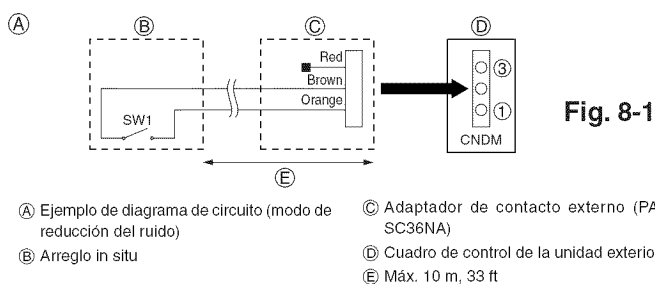 Ⓐ
Ⓑ
Ⓒ
Ⓓ
Red
Brown
Orange
SW1
③
①
CNDM
Ⓔ
Fig. 8-1
Ⓐ Ejemplo de diagrama de circuito (modo de
reducción del ruido)
Ⓑ Arreglo in situ
Ⓒ Adaptador de contacto externo (PA
SC36NA)
Ⓓ Cuadro de control de la unidad exterio
Ⓔ Máx. 10 m, 33 ft